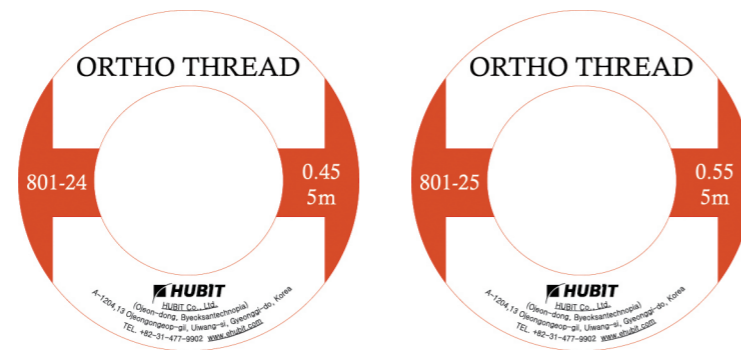 ORTHO THREAD
801-24
0.45
5m
HUBIT
HUBIT Co., Ltd.
(Ojeon-dong, Byecksantechnopia)
A-1204,13 Ojeongongeop-gil, Uiwang-si, Gyeonggi-do, Korea
TEL. +82-31-477-9902 www.ehubit.com
ORTHO THREAD
801-25
0.55
5m
HUBIT
HUBIT Co., Ltd.
(Ojeon-dong, Byecksantechnopia)
A-1204,13 Ojeongongeop-gil, Uiwang-si, Gyeonggi-do, Korea
TEL. +82-31-477-9902 www.ehubit.com